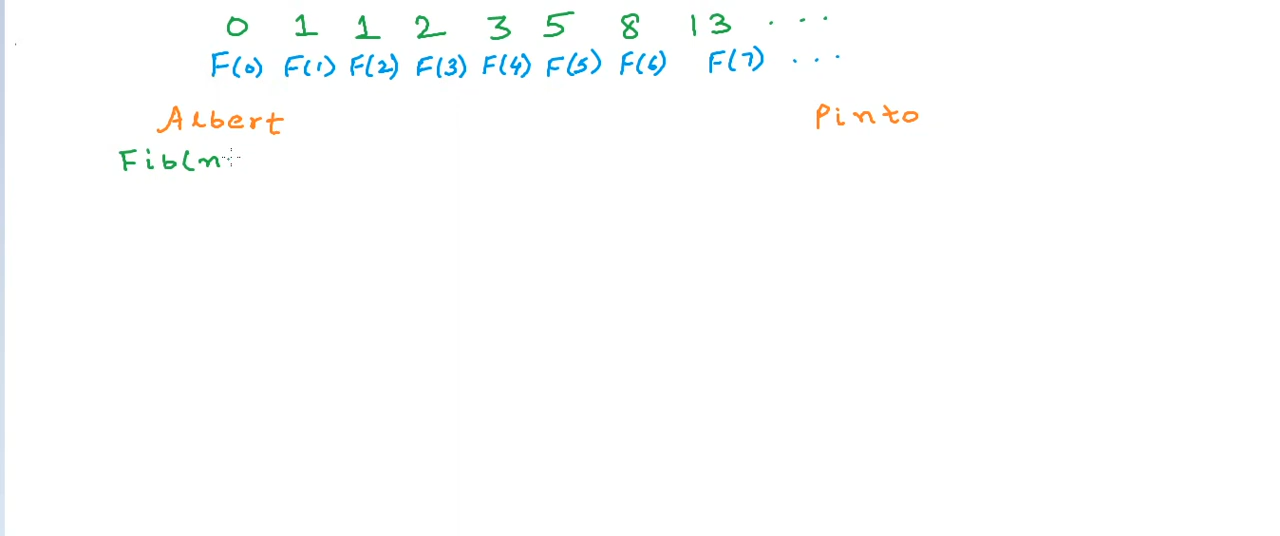 0 1 1 2 3 5 8 13 ...
F(0) F(1) F(2) F(3) F(4) F(5) F(6) F(7) ...
Albert Pinto
Fib(n